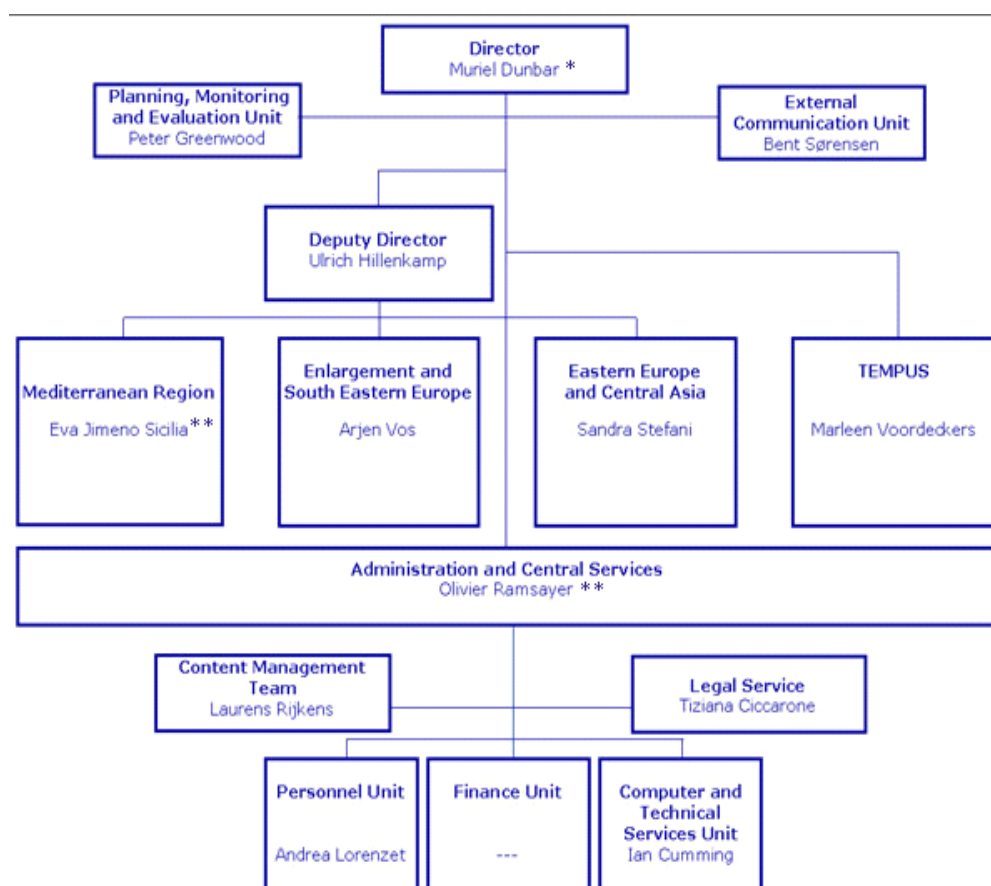 Director
Muriel Dunbar *
Planning, Monitoring
and Evaluation Unit
Peter Greenwood
External
Communication Unit
Bent Sørensen
Deputy Director
Ulrich Hillenkamp
Mediterranean Region
Eva Jimeno Sicilia**
Enlargement and
South Eastern Europe
Arjen Vos
Eastern Europe
and Central Asia
Sandra Stefani
TEMPUS
Marleen Voordeckers
Administration and Central Services
Olivier Ramsayer **
Content Management
Team
Laurens Rijkens
Legal Service
Tiziana Ciccarone
Personnel Unit
Andrea Lorenzet
Finance Unit
---
Computer and
Technical
Services Unit
Ian Cumming